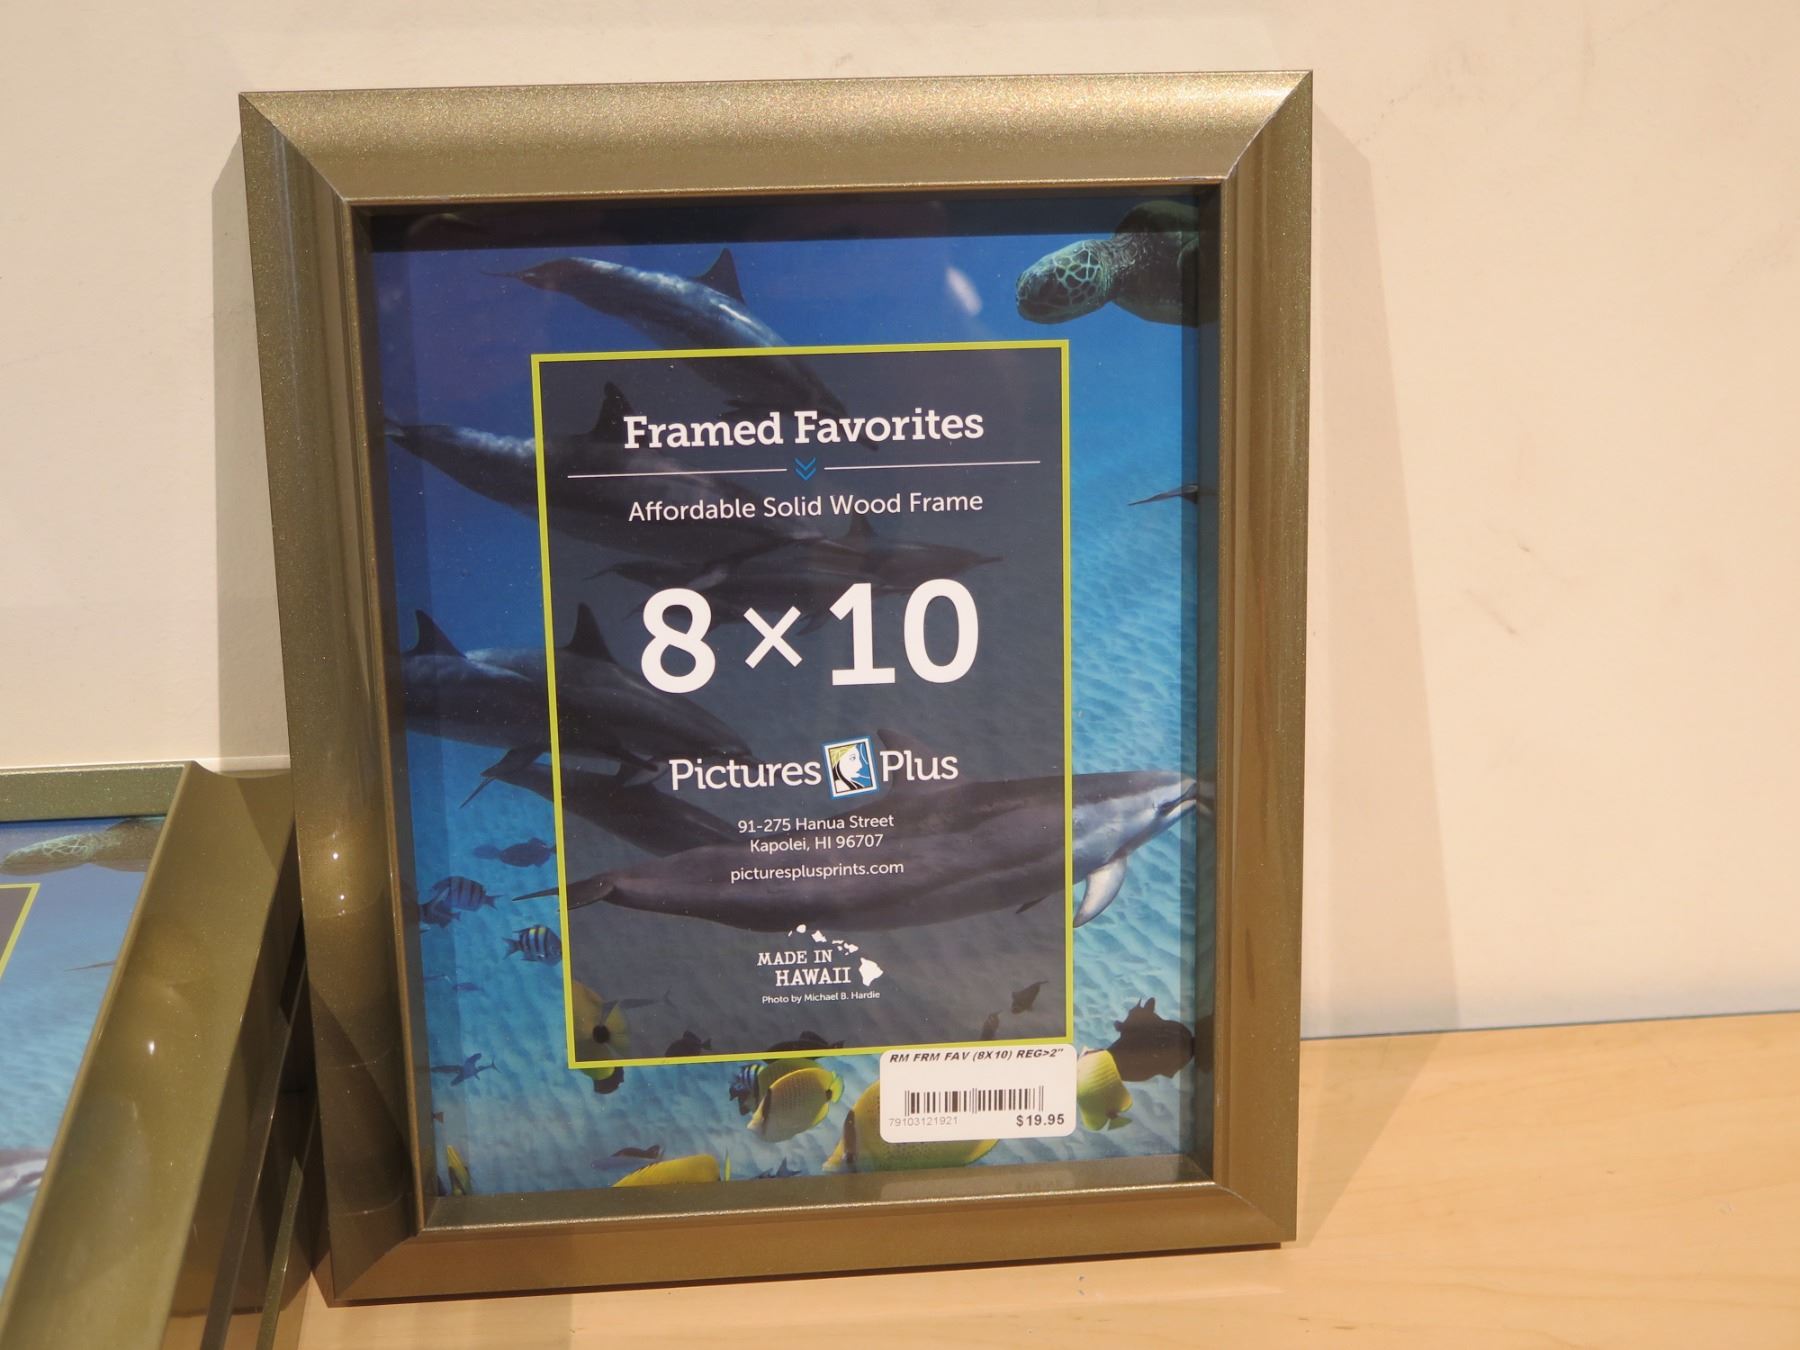 Framed Favorites
Affordable Solid Wood Frame
8×10
Pictures Plus
91-275 Hanua Street
Kapolei, HI 96707
picturesplusprints.com
MADE IN
HAWAII
Photo by Michael B. Hardie
RM FRM FAV (8X10) REG>2"
79103121921 $19.95